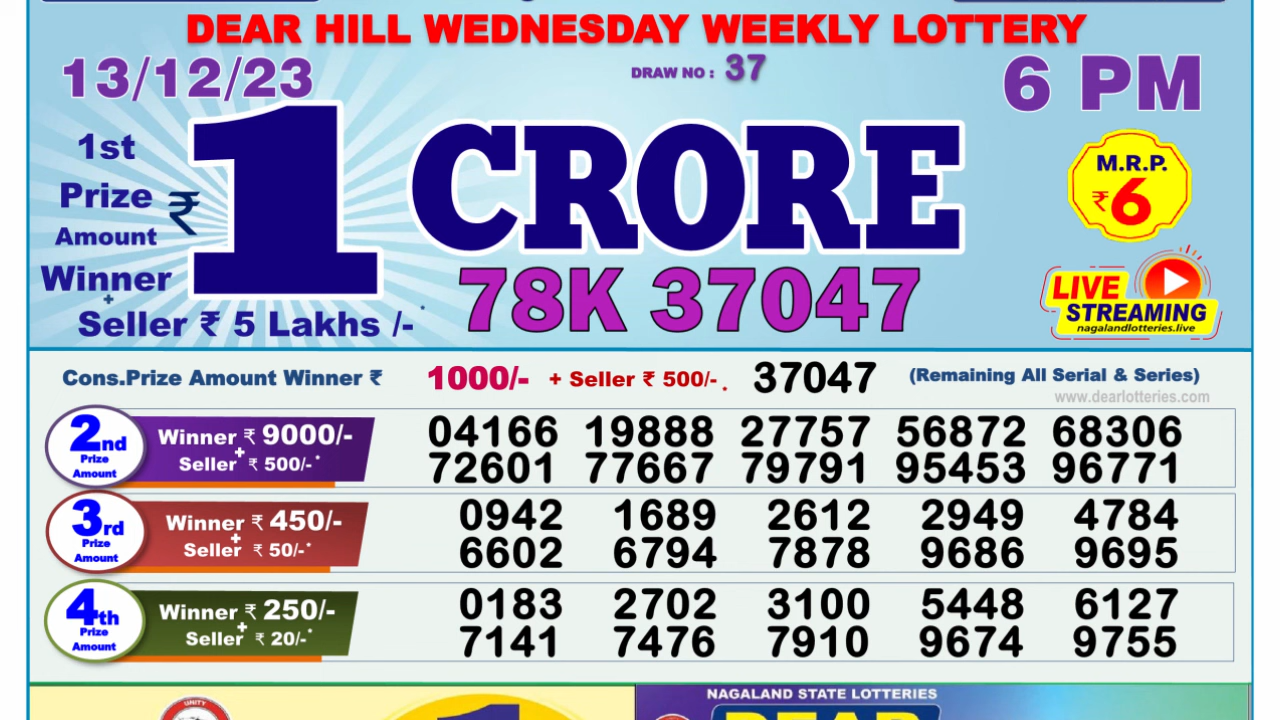 DEAR HILL WEDNESDAY WEEKLY LOTTERY
13/12/23 DRAW NO : 37 6 PM
1st
Prize
Amount
₹ 1 CRORE
M.R.P.
₹6
Winner
+
Seller ₹ 5 Lakhs /- *
78K 37047
LIVE
STREAMING
nagalandlotteries.live
Cons.Prize Amount Winner ₹ 1000/- + Seller ₹ 500/- . 37047 (Remaining All Serial & Series)
www.dearlotteries.com
2nd
Prize
Amount
Winner ₹ 9000/-
+
Seller ₹ 500/- *
04166 19888 27757 56872 68306
72601 77667 79791 95453 96771
3rd
Prize
Amount
Winner ₹ 450/-
+
Seller ₹ 50/- *
0942 1689 2612 2949 4784
6602 6794 7878 9686 9695
4th
Prize
Amount
Winner ₹ 250/-
+
Seller ₹ 20/- *
0183 2702 3100 5448 6127
7141 7476 7910 9674 9755
UNITY
1
NAGALAND STATE LOTTERIES
DEAR